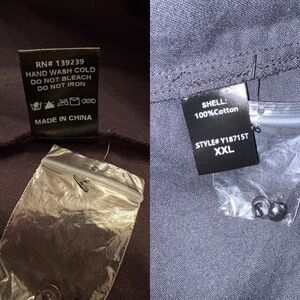 RN# 139239
HAND WASH COLD
DO NOT BLEACH
DO NOT IRON
MADE IN CHINA
SHELL:
100%Cotton
STYLE# Y18715T
XXL